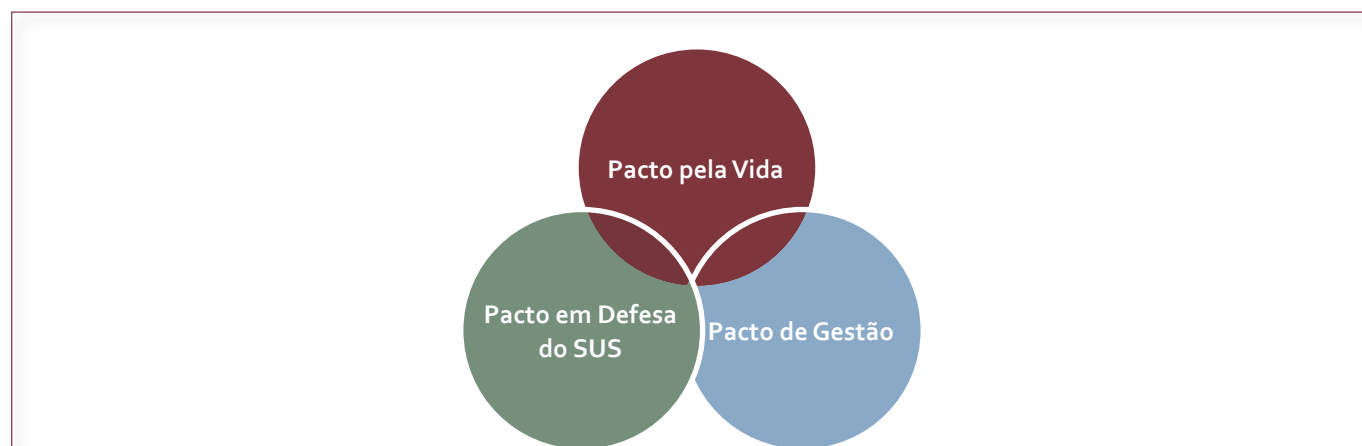 Pacto pela Vida
Pacto em Defesa
do SUS
Pacto de Gestão